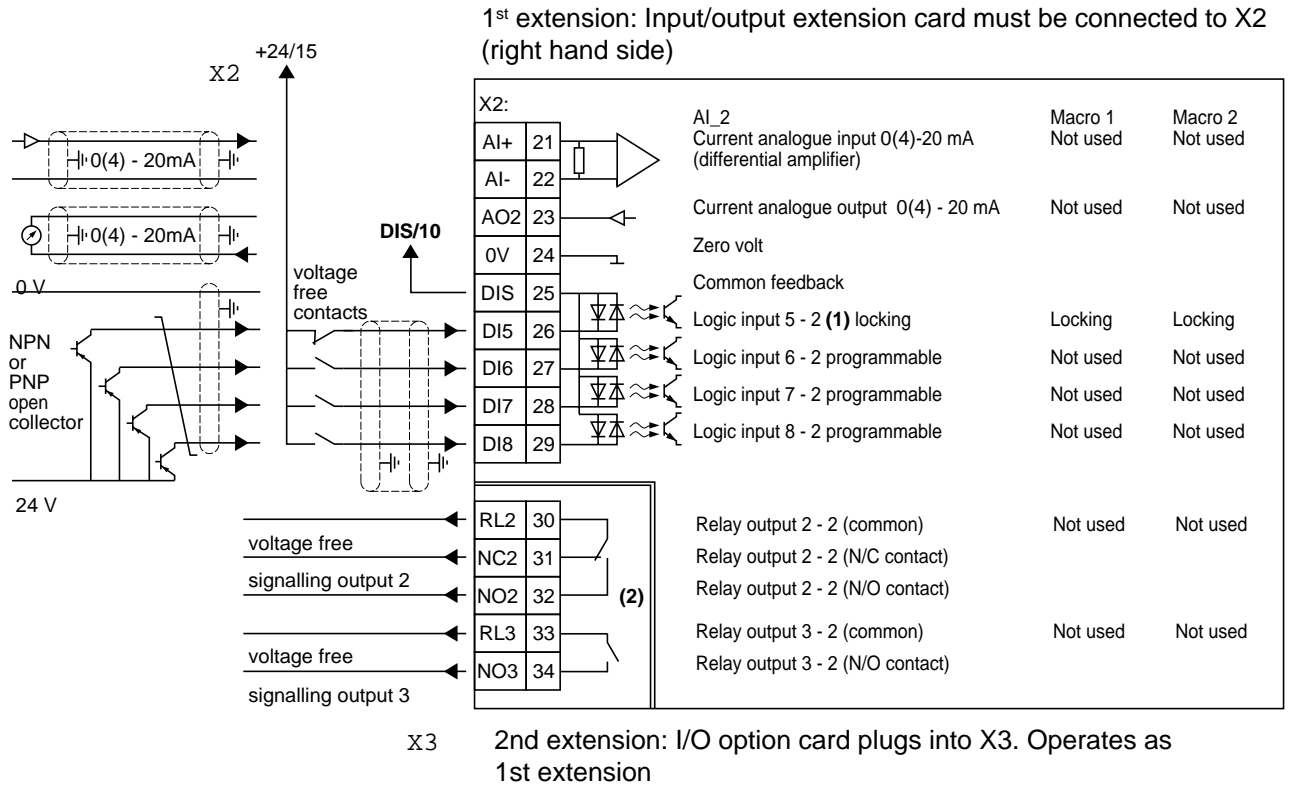 1st extension: Input/output extension card must be connected to X2
(right hand side)
+24/15
X2
X2:
AI+ 21
AI- 22
AO2 23
0V 24
DIS 25
DI5 26
DI6 27
DI7 28
DI8 29
RL2 30
NC2 31
NO2 32
RL3 33
NO3 34
(2)
0(4) - 20mA
0(4) - 20mA
0 V
NPN
or
PNP
open
collector
24 V
DIS/10
voltage
free
contacts
voltage free
signalling output 2
voltage free
signalling output 3
AI_2 Macro 1 Macro 2
Current analogue input 0(4)-20 mA Not used Not used
(differential amplifier)
Current analogue output 0(4) - 20 mA Not used Not used
Zero volt
Common feedback
Logic input 5 - 2 (1) locking Locking Locking
Logic input 6 - 2 programmable Not used Not used
Logic input 7 - 2 programmable Not used Not used
Logic input 8 - 2 programmable Not used Not used
Relay output 2 - 2 (common) Not used Not used
Relay output 2 - 2 (N/C contact)
Relay output 2 - 2 (N/O contact)
Relay output 3 - 2 (common) Not used Not used
Relay output 3 - 2 (N/O contact)
X3
2nd extension: I/O option card plugs into X3. Operates as
1st extension